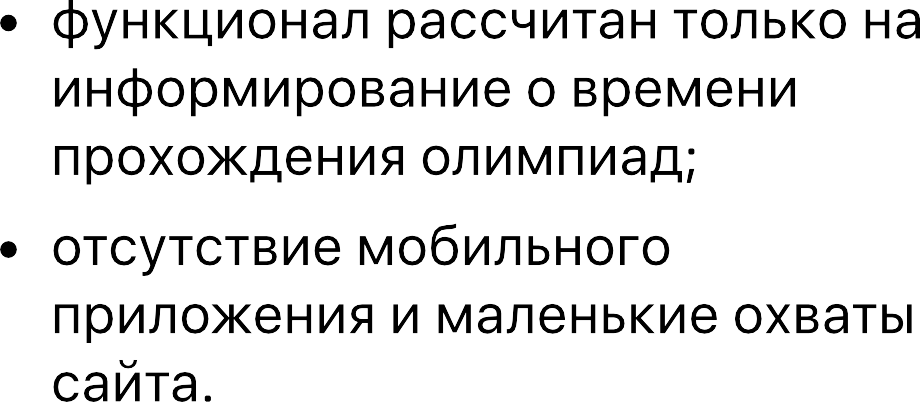 • функционал рассчитан только на
информирование о времени
прохождения олимпиад;
• отсутствие мобильного
приложения и маленькие охваты
сайта.